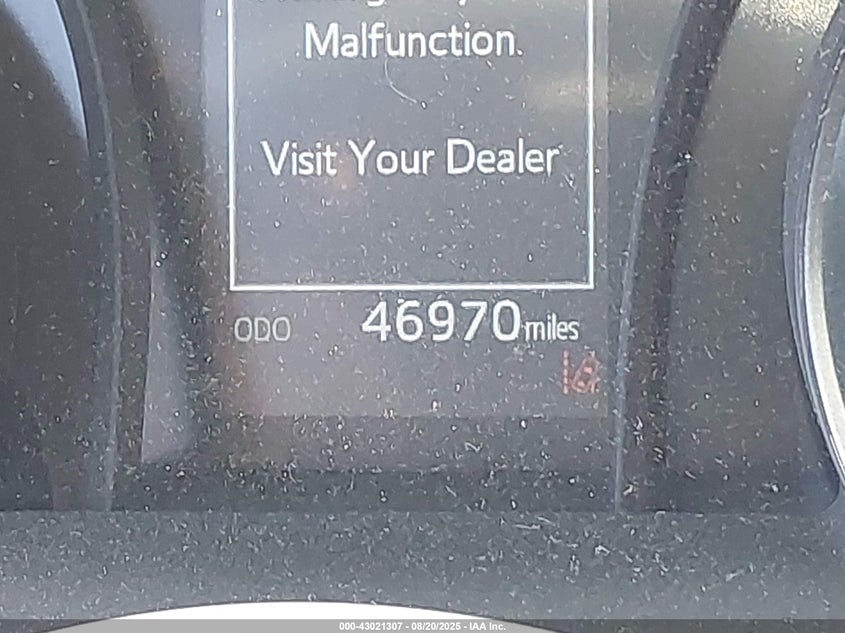 Malfunction.
Visit Your Dealer
ODO 46970 miles
000-43021307 - 08/20/2025 - IAA Inc.